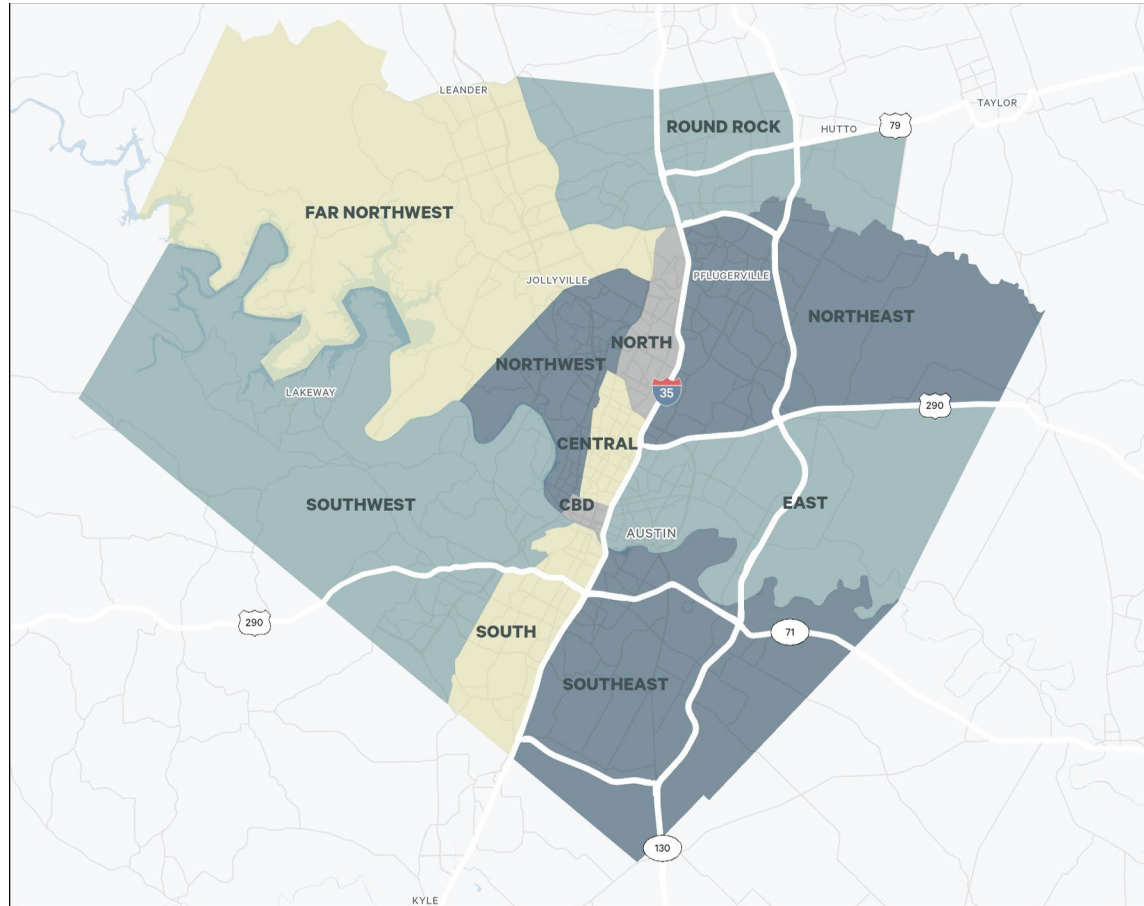 LEANDER
TAYLOR
ROUND ROCK
HUTTO
79
FAR NORTHWEST
JOLLYVILLE
PFLUGERVILLE
NORTHEAST
NORTH
NORTHWEST
35
LAKEWAY
290
CENTRAL
SOUTHWEST
CBD
EAST
AUSTIN
290
SOUTH
71
SOUTHEAST
130
KYLE